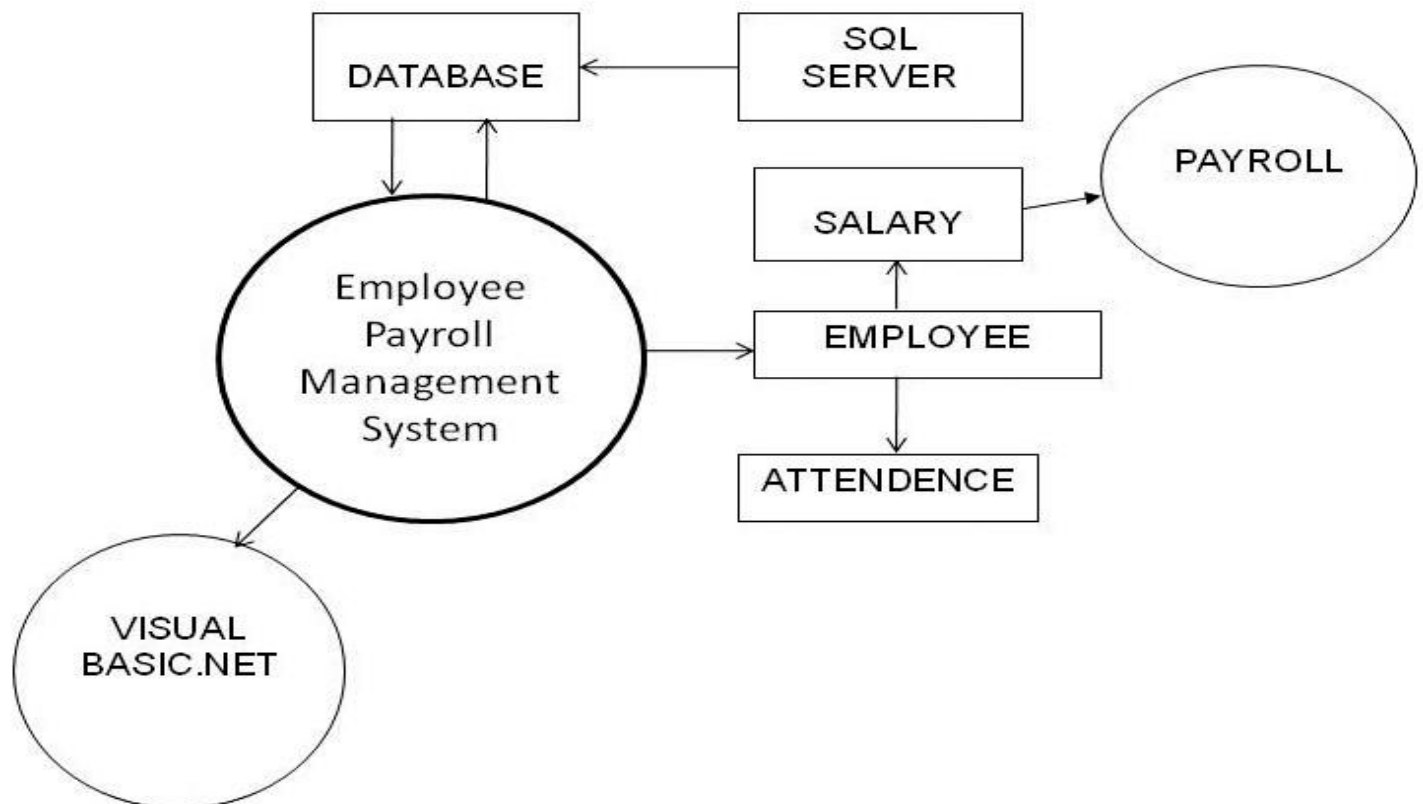 DATABASE
SQL
SERVER
PAYROLL
SALARY
Employee
Payroll
Management
System
EMPLOYEE
ATTENDENCE
VISUAL
BASIC.NET